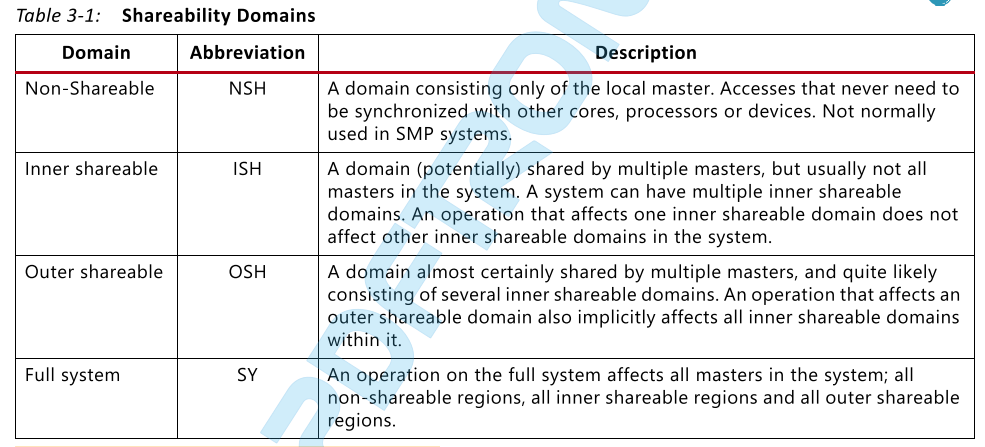 Table 3-1: Shareability Domains
Domain Abbreviation Description
Non-Shareable NSH A domain consisting only of the local master. Accesses that never need to
be synchronized with other cores, processors or devices. Not normally
used in SMP systems.
Inner shareable ISH A domain (potentially) shared by multiple masters, but usually not all
masters in the system. A system can have multiple inner shareable
domains. An operation that affects one inner shareable domain does not
affect other inner shareable domains in the system.
Outer shareable OSH A domain almost certainly shared by multiple masters, and quite likely
consisting of several inner shareable domains. An operation that affects an
outer shareable domain also implicitly affects all inner shareable domains
within it.
Full system SY An operation on the full system affects all masters in the system; all
non-shareable regions, all inner shareable regions and all outer shareable
regions.
PDFTRON